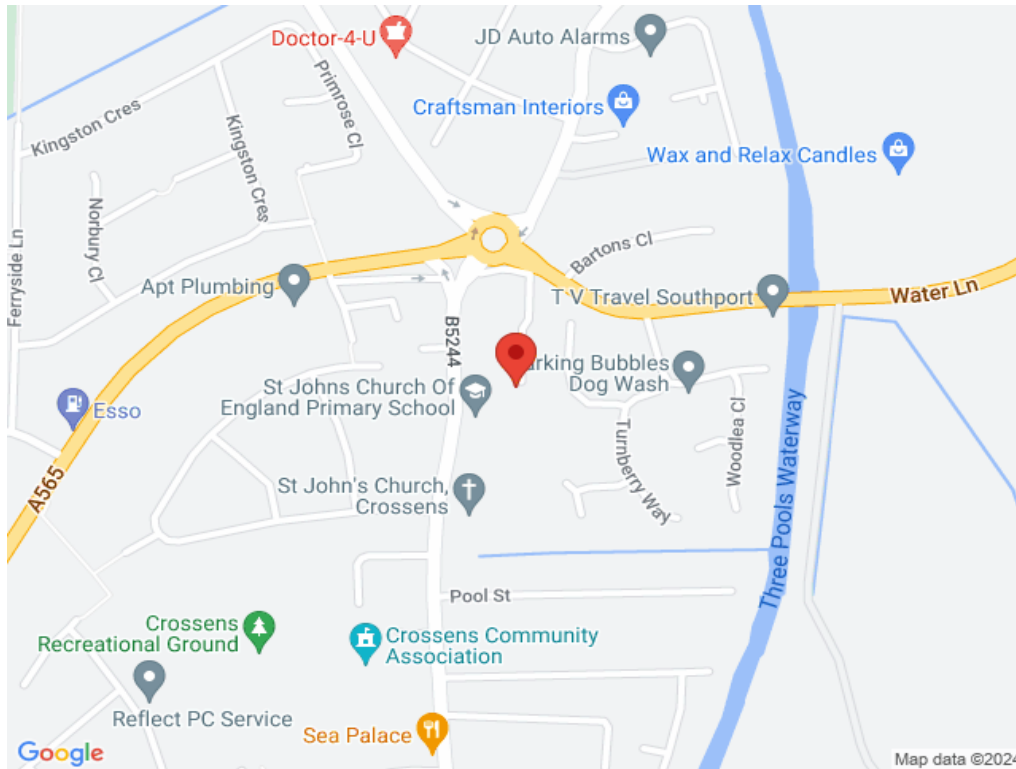 Doctor-4-U
JD Auto Alarms
Primrose Cl
Craftsman Interiors
Kingston Cres
Kingston Cres
Wax and Relax Candles
Norbury Cl
Ferryside Ln
Bartons Cl
Apt Plumbing
T V Travel Southport
Water Ln
B5244
arking Bubbles
Dog Wash
St Johns Church Of
England Primary School
Esso
Turnberry Way
Woodlea Cl
A565
St John's Church,
Crossens
Three Pools Waterway
Pool St
Crossens
Recreational Ground
Crossens Community
Association
Reflect PC Service
Sea Palace
Google
Map data ©2024